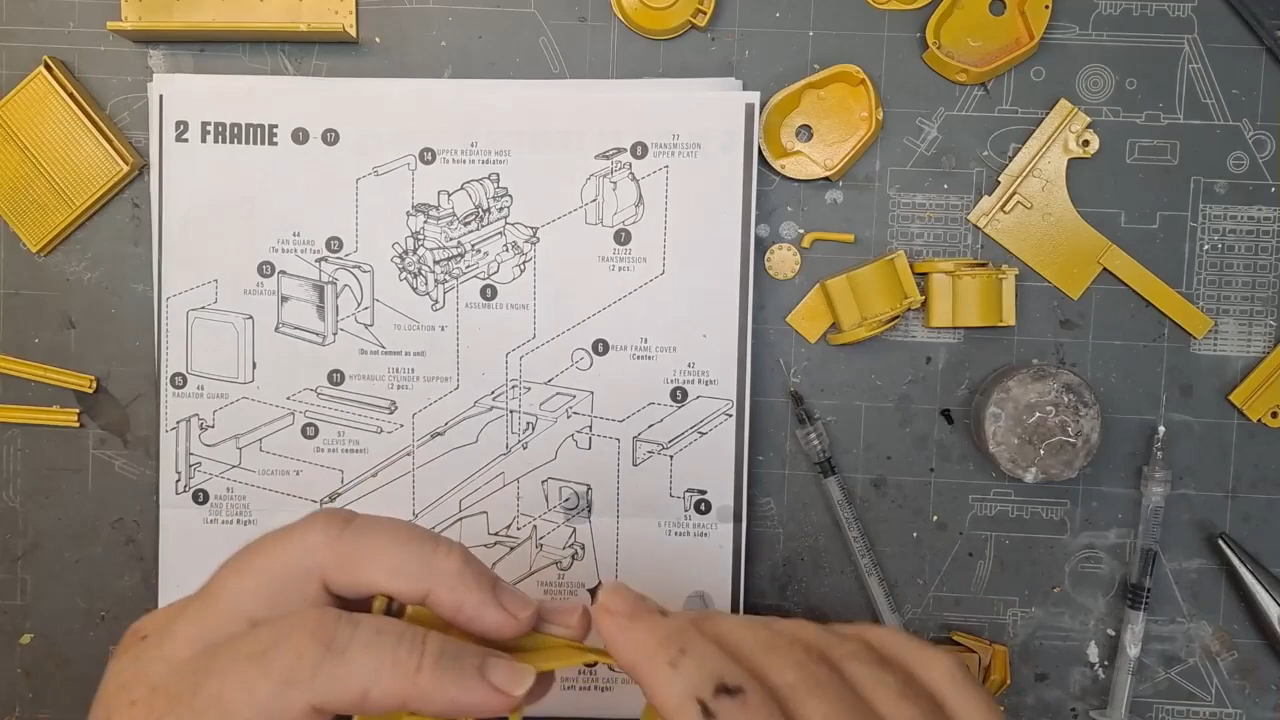 2 FRAME 1 - 17
47
14 UPPER REDIATOR HOSE
(To hole in radiator)
77
8 TRANSMISSION
UPPER PLATE
44
FAN GUARD 12
(To back of fan)
13
45
RADIATOR
7
21/22
TRANSMISSION
(2 pcs.)
9
ASSEMBLED ENGINE
TO LOCATION "A"
(Do not cement as unit)
78
6 REAR FRAME COVER
(Center)
42
2 FENDERS
(Left and Right)
5
15 46
RADIATOR GUARD
118/119
11 HYDRAULIC CYLINDER SUPPORT
(2 pcs.)
10 57
CLEVIS PIN
(Do not cement)
LOCATION "A"
3 91
RADIATOR
AND ENGINE
SIDE GUARDS
(Left and Right)
4
51
6 FENDER BRACES
(2 each side)
32
TRANSMISSION
MOUNTING
64/63
DRIVE GEAR CASE
(Left and Right)